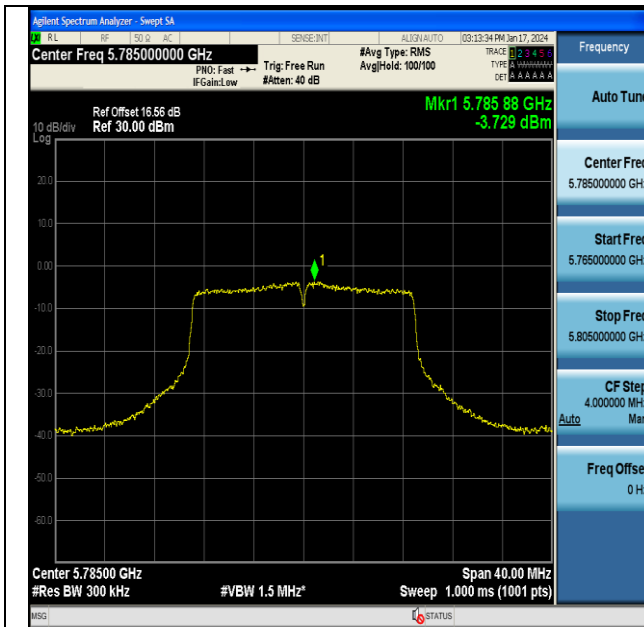 Agilent Spectrum Analyzer - Swept SA
LXI RL RF 50 Ω AC SENSE:INT ALIGN AUTO 03:13:34 PM Jan 17, 2024
Center Freq 5.785000000 GHz
PNO: Fast
IFGain:Low
Trig: Free Run
#Atten: 40 dB
#Avg Type: RMS
Avg|Hold: 100/100
TRACE 1 2 3 4 5 6
TYPE A
DET A A A A A A
Mkr1 5.785 88 GHz
-3.729 dBm
Ref Offset 16.56 dB
10 dB/div Ref 30.00 dBm
Log
20.0
10.0
0.00
-10.0
-20.0
-30.0
-40.0
-50.0
-60.0
1
Center 5.78500 GHz Span 40.00 MHz
#Res BW 300 kHz #VBW 1.5 MHz* Sweep 1.000 ms (1001 pts)
MSG STATUS
Frequency
Auto Tune
Center Freq
5.785000000 GH
Start Freq
5.765000000 GH
Stop Freq
5.805000000 GH
CF Step
4.000000 MH
Auto Man
Freq Offse
0 H